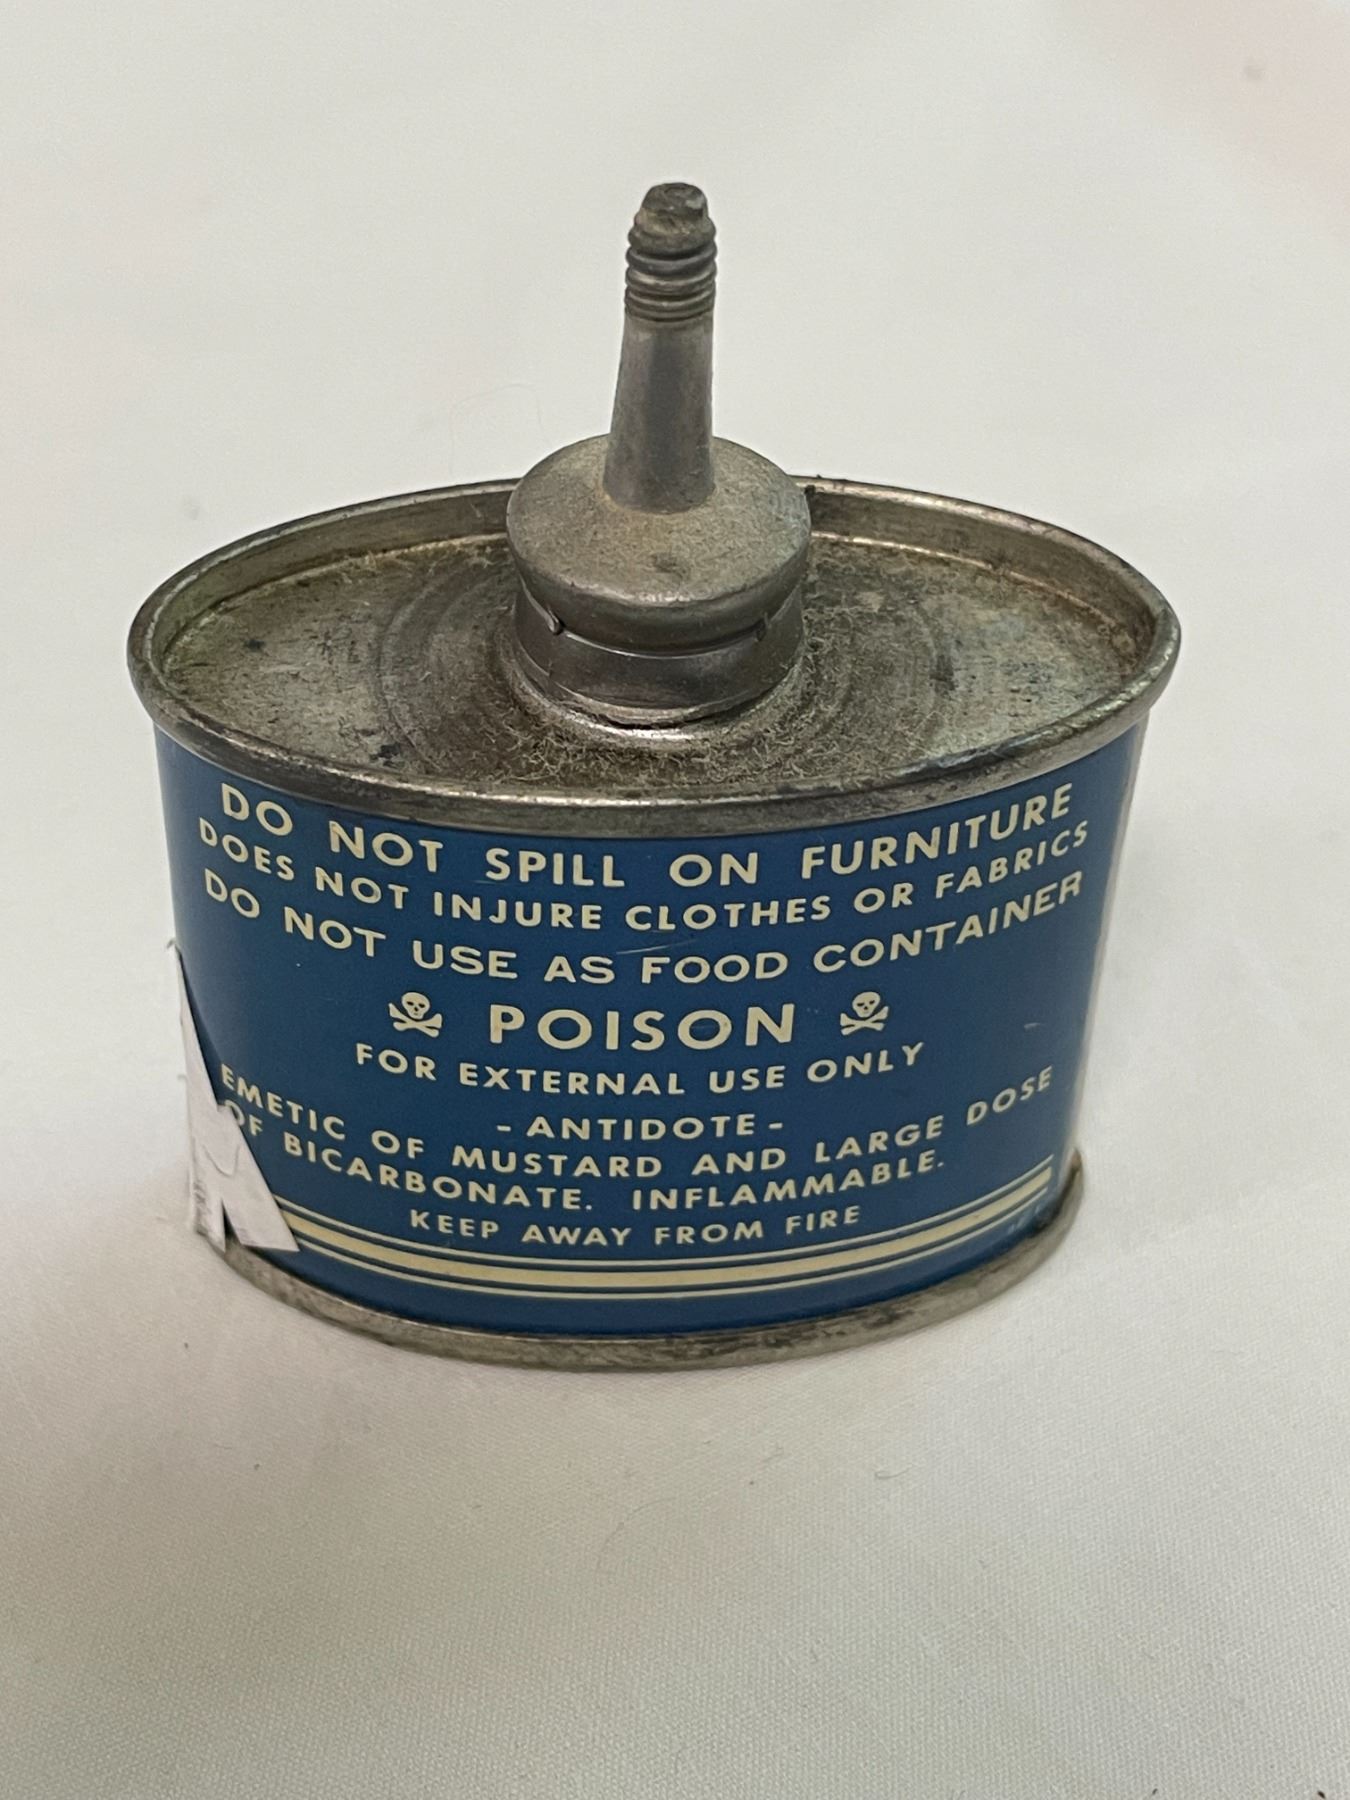 DO NOT SPILL ON FURNITURE
DOES NOT INJURE CLOTHES OR FABRICS
DO NOT USE AS FOOD CONTAINER
POISON
FOR EXTERNAL USE ONLY
- ANTIDOTE -
EMETIC OF MUSTARD AND LARGE DOSE
OF BICARBONATE. INFLAMMABLE.
KEEP AWAY FROM FIRE